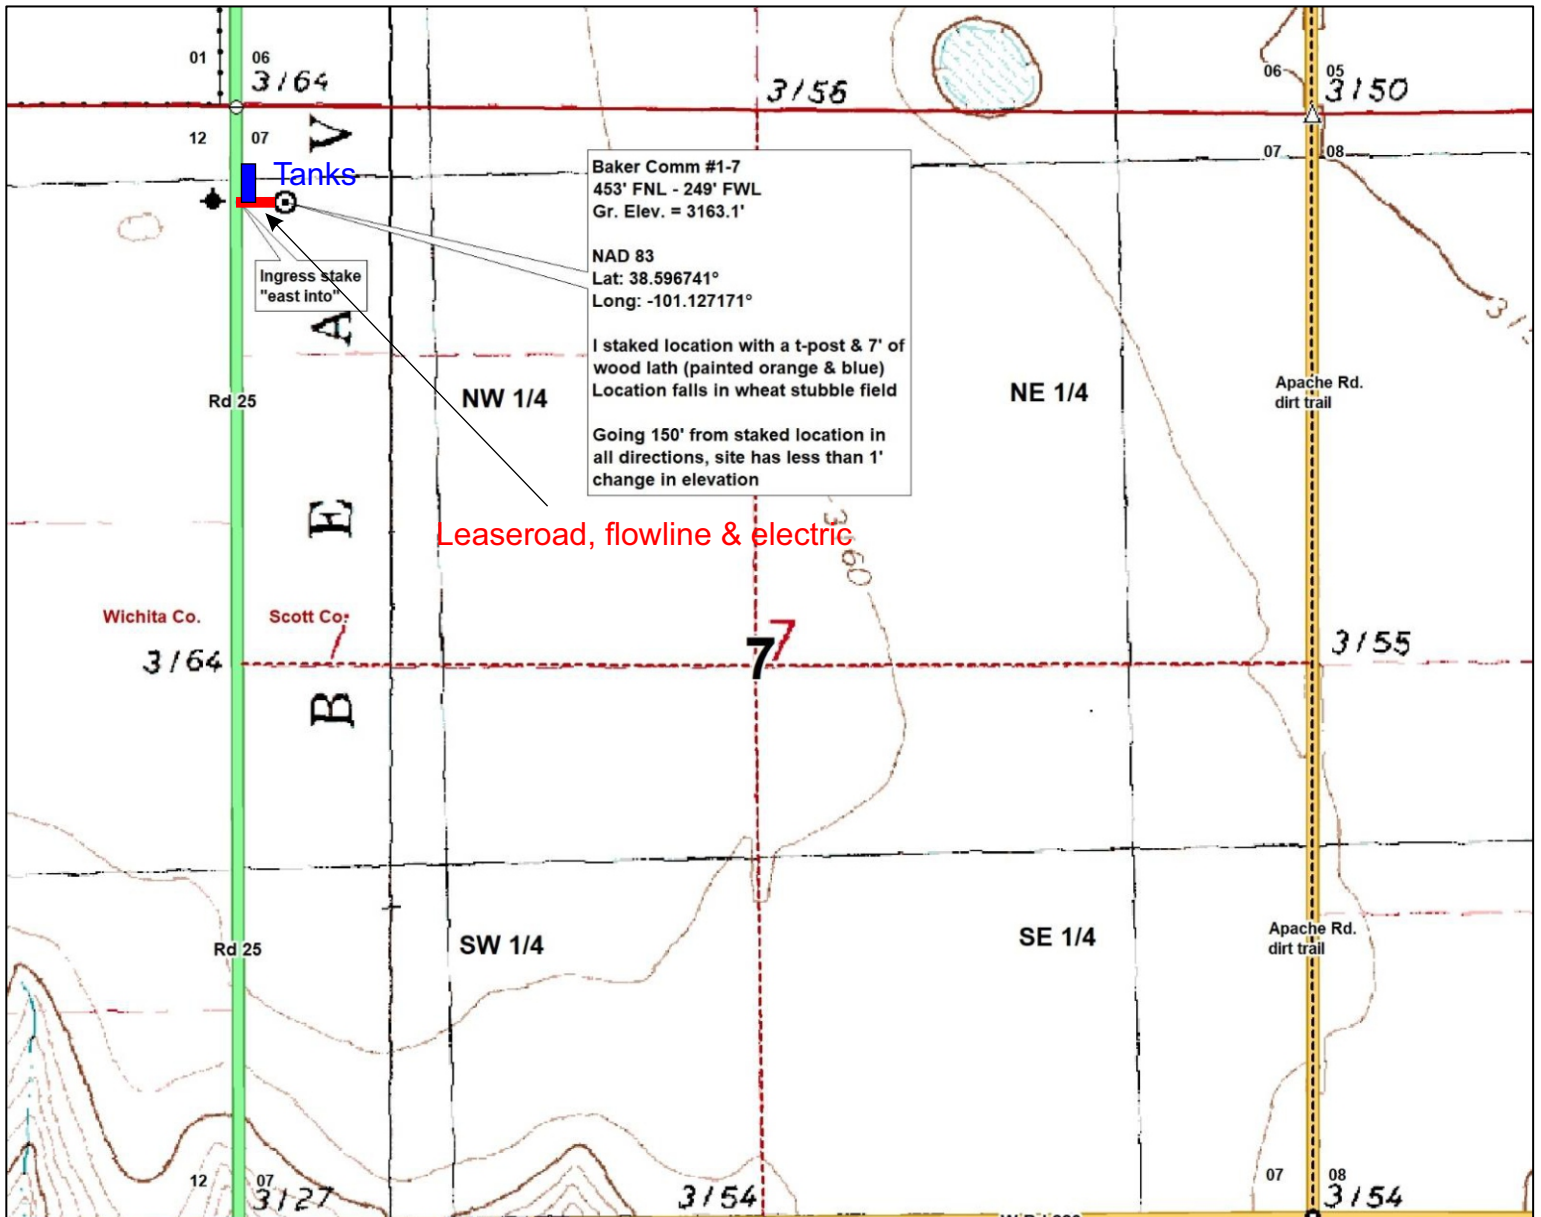 01
06
3164
3156
06
05
3150
12
07
V
07
08
Tanks
Baker Comm #1-7
453' FNL - 249' FWL
Gr. Elev. = 3163.1'
NAD 83
Lat: 38.596741°
Long: -101.127171°
I staked location with a t-post & 7' of
wood lath (painted orange & blue)
Location falls in wheat stubble field
Going 150' from staked location in
all directions, site has less than 1'
change in elevation
Ingress stake
"east into"
A
Rd 25
NW 1/4
NE 1/4
Apache Rd.
dirt trail
E
Leaseroad, flowline & electric
3160
Wichita Co.
Scott Co.
3164
7
7
3155
B
Rd 25
SW 1/4
SE 1/4
Apache Rd.
dirt trail
12
07
3127
3154
07
08
3154